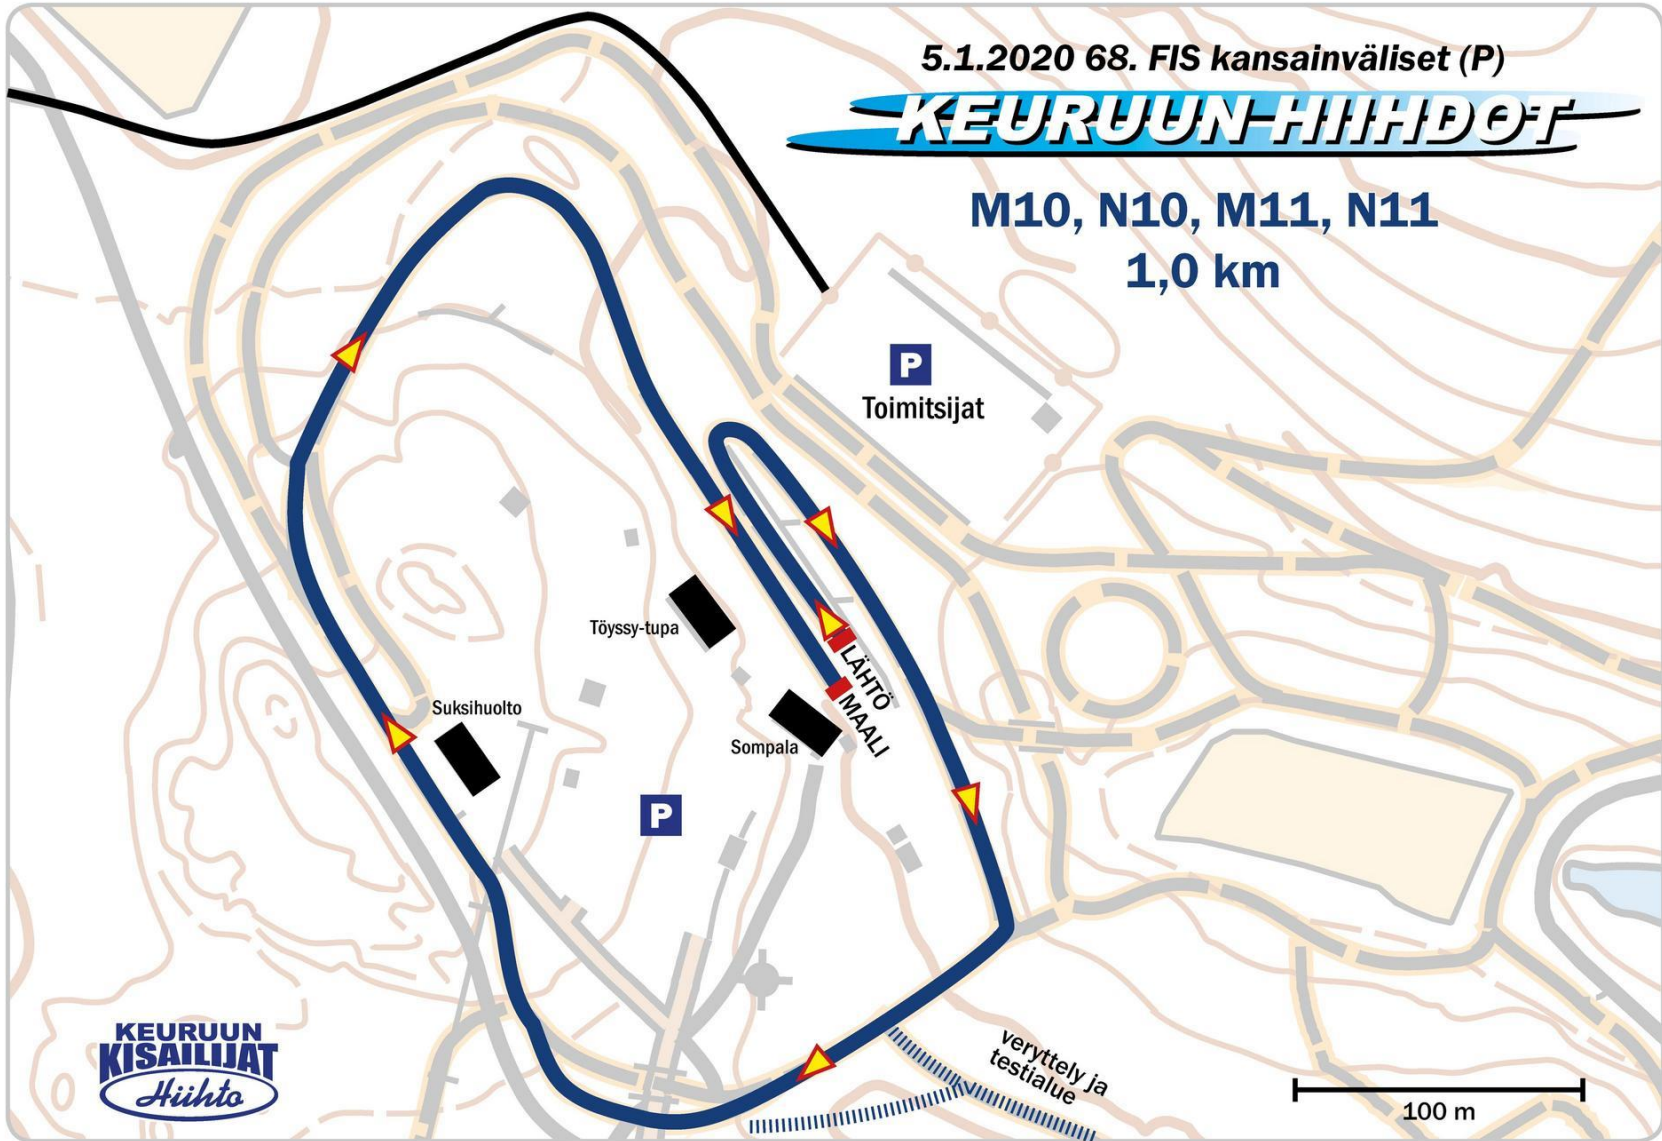 5.1.2020 68. FIS kansainväliset (P)
KEURUUN HIIHDOT
M10, N10, M11, N11
1,0 km
P
Toimitsijat
Töyssy-tupa
LÄHTÖ
MAALI
Suksihuolto
Sompala
P
KEURUUN
KISAILIJAT
Hiihto
veryttely ja
testialue
100 m